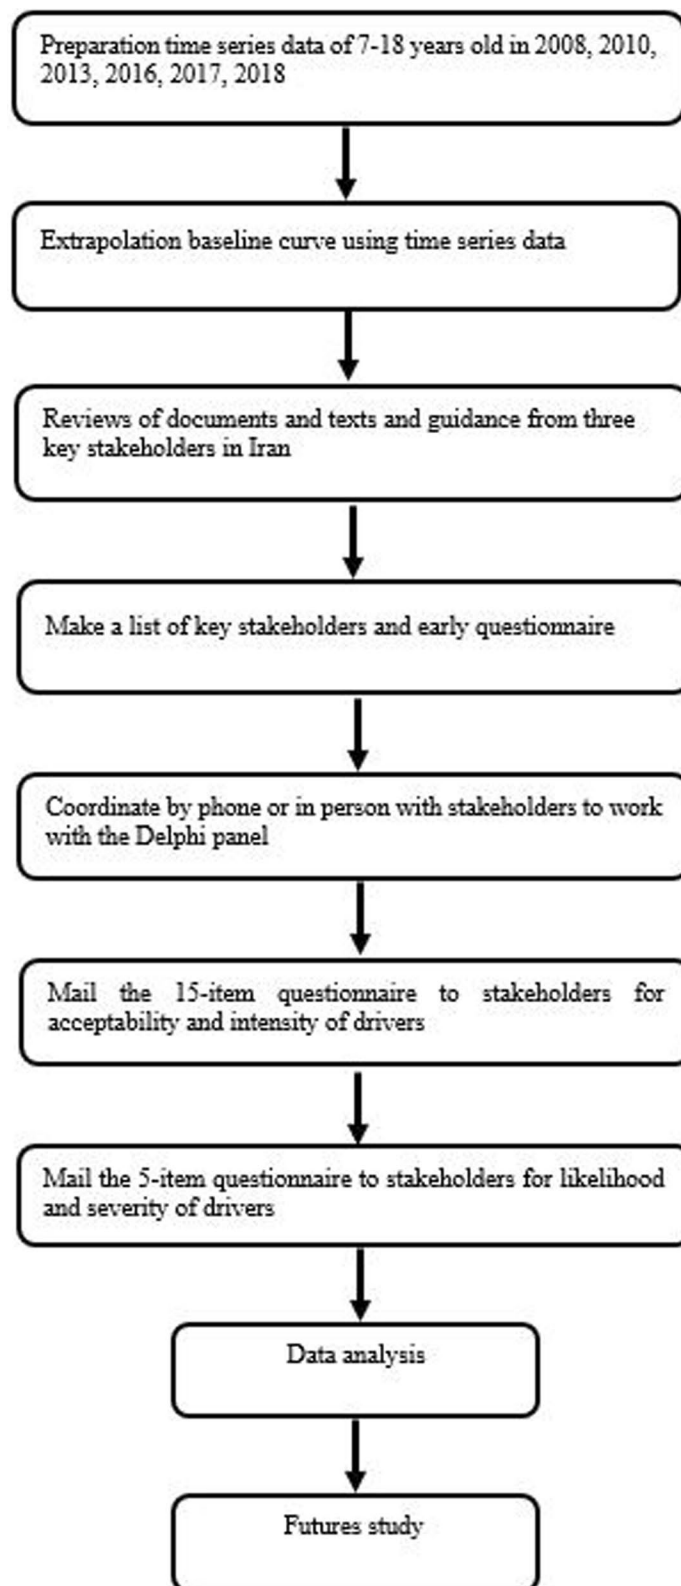 Preparation time series data of 7-18 years old in 2008, 2010,
2013, 2016, 2017, 2018
Extrapolation baseline curve using time series data
Reviews of documents and texts and guidance from three
key stakeholders in Iran
Make a list of key stakeholders and early questionnaire
Coordinate by phone or in person with stakeholders to work
with the Delphi panel
Mail the 15-item questionnaire to stakeholders for
acceptability and intensity of drivers
Mail the 5-item questionnaire to stakeholders for likelihood
and severity of drivers
Data analysis
Futures study